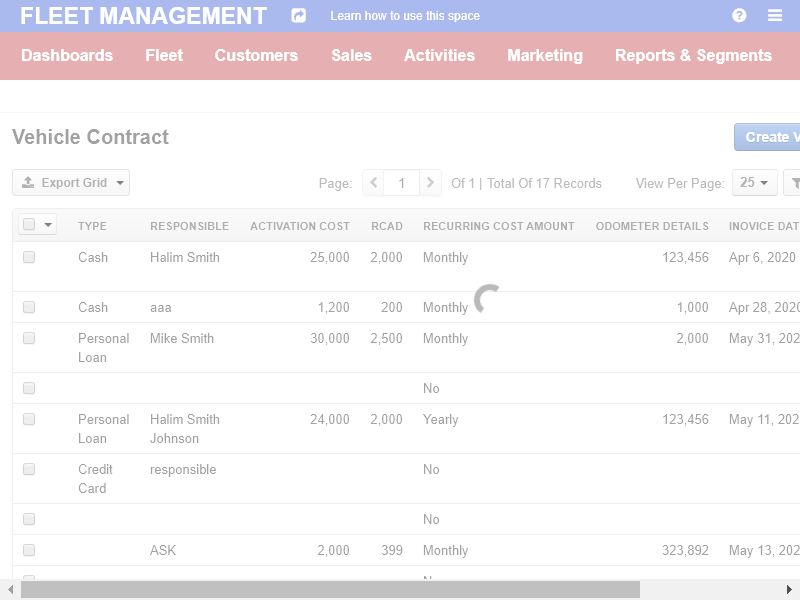 FLEET MANAGEMENT Learn how to use this space
Dashboards Fleet Customers Sales Activities Marketing Reports & Segments
Vehicle Contract
Create V
Export Grid Page: 1 Of 1 | Total Of 17 Records View Per Page: 25
TYPE RESPONSIBLE ACTIVATION COST RCAD RECURRING COST AMOUNT ODOMETER DETAILS INOVICE DAT
Cash Halim Smith 25,000 2,000 Monthly 123,456 Apr 6, 2020
Cash aaa 1,200 200 Monthly 1,000 Apr 28, 2020
Personal Mike Smith 30,000 2,500 Monthly 2,000 May 31, 202
Loan
No
Personal Halim Smith 24,000 2,000 Yearly 123,456 May 11, 202
Loan Johnson
Credit responsible No
Card
No
ASK 2,000 399 Monthly 323,892 May 13, 202